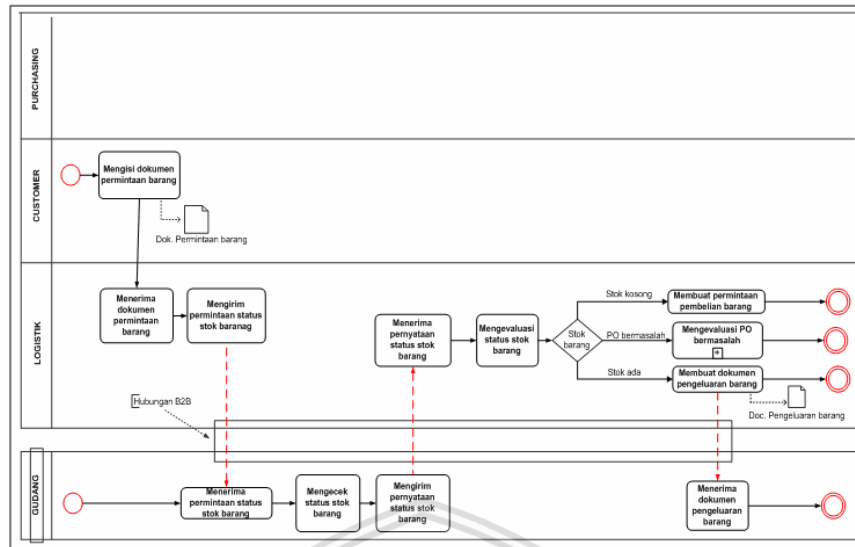 PURCHASING
CUSTOMER
Mengisi dokumen
permintaan barang
Dok. Permintaan barang
LOGISTIK
Menerima
dokumen
permintaan
barang
Mengirim
permintaan status
stok baranag
Menerima
pernyataan
status stok
barang
Mengevaluasi
status stok
barang
Stok
barang
Stok kosong
Membuat permintaan
pembelian barang
PO bermasalah
Mengevaluasi PO
bermasalah
Stok ada
Membuat dokumen
pengeluaran barang
Doc. Pengeluaran barang
Hubungan B2B
GUDANG
Menerima
permintaan status
stok barang
Mengecek
status stok
barang
Mengirim
pernyataan
status stok
barang
Menerima
dokumen
pengeluaran
barang